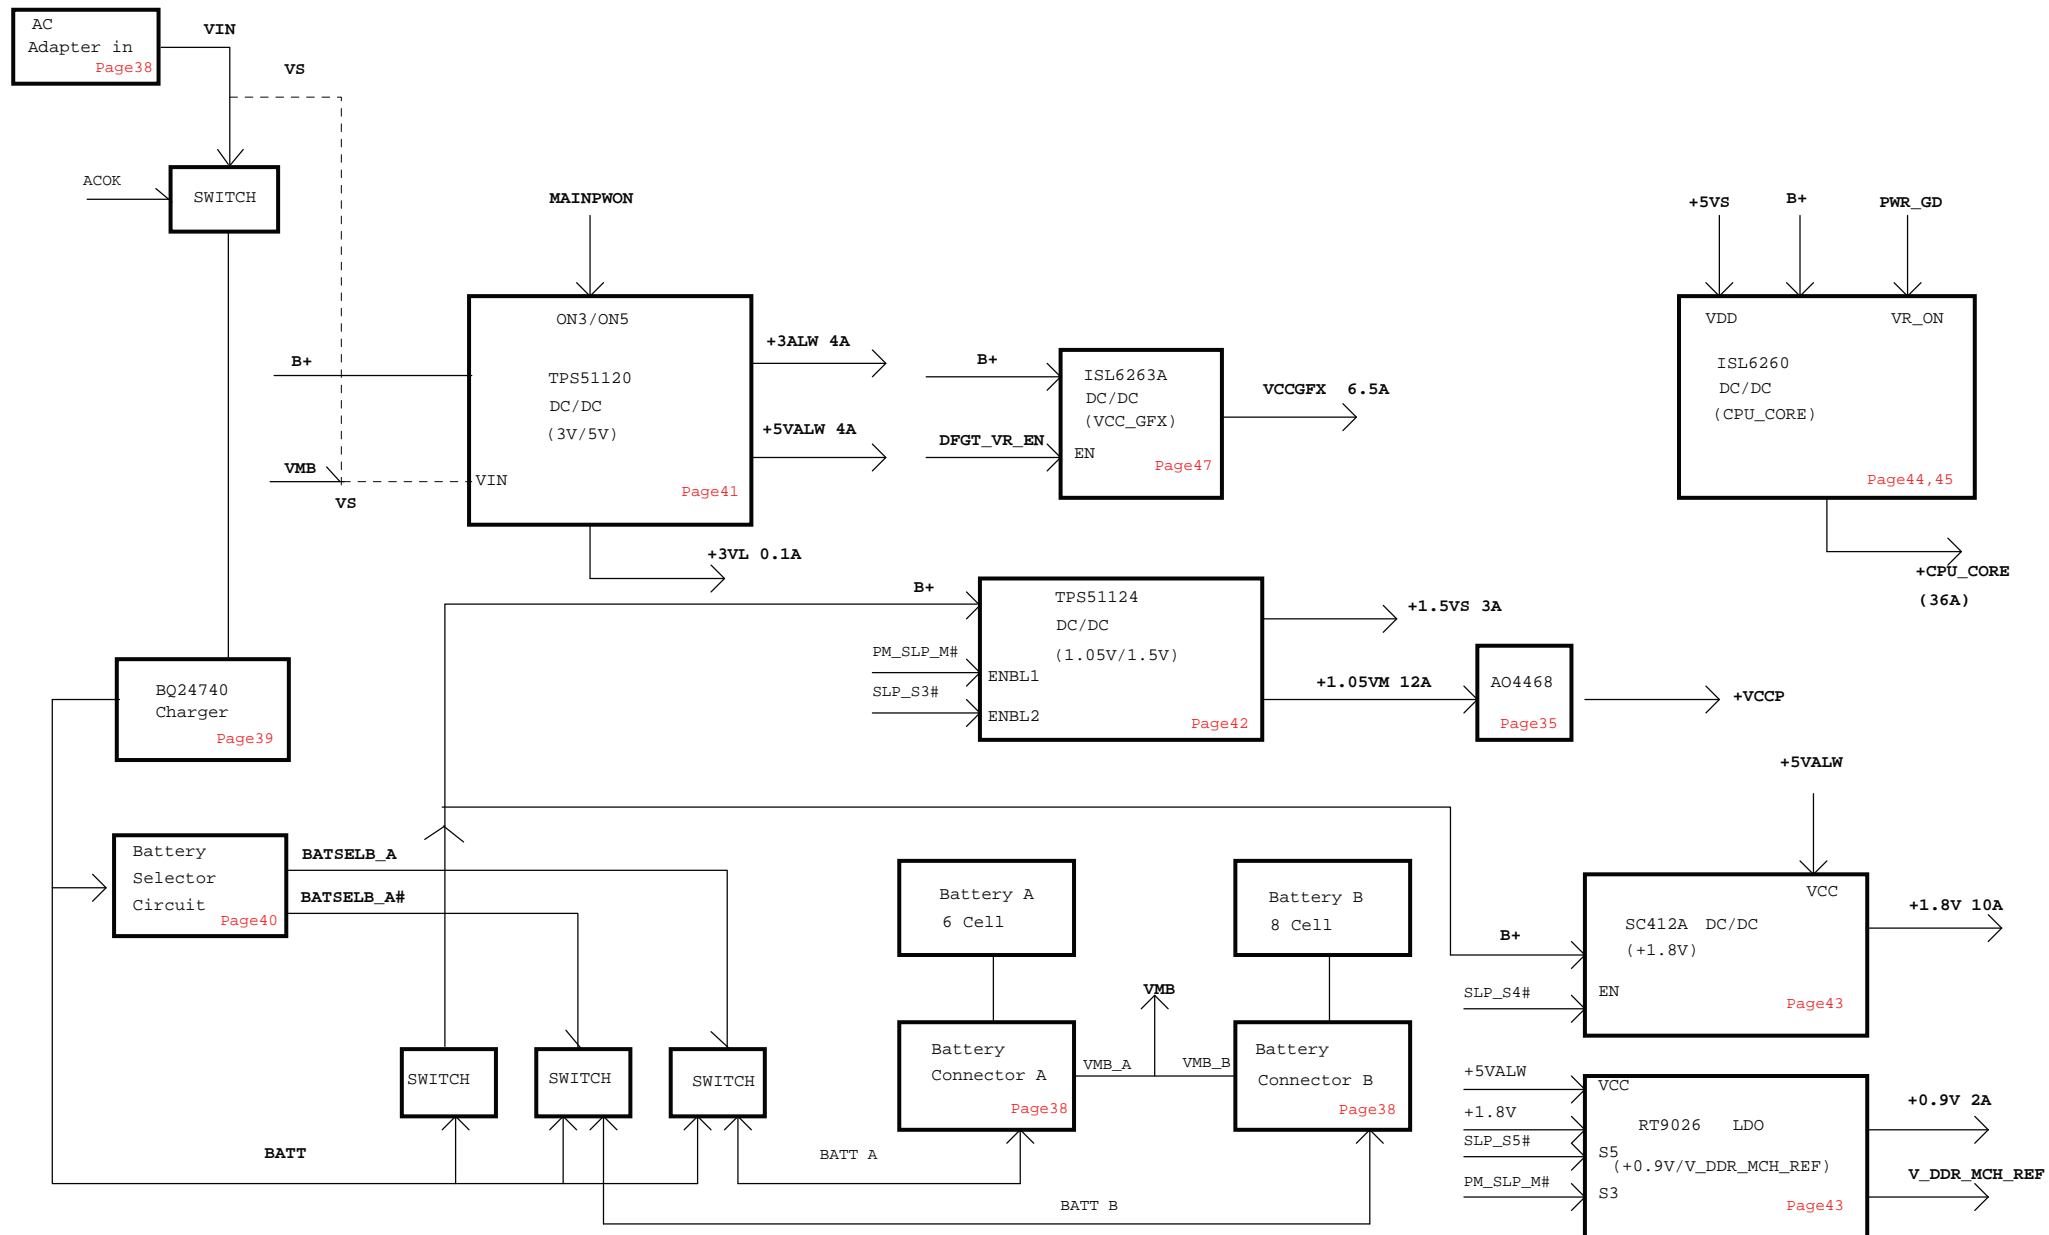 AC
Adapter in
Page38
VIN
VS
ACOK
SWITCH
MAINPWON
ON3/ON5
B+
TPS51120
DC/DC
(3V/5V)
VMB
VS
VIN
Page41
+3ALW 4A
+5VALW 4A
+3VL 0.1A
B+
DFGT_VR_EN
ISL6263A
DC/DC
(VCC_GFX)
EN
Page47
VCCGFX 6.5A
+5VS
B+
PWR_GD
VDD
VR_ON
ISL6260
DC/DC
(CPU_CORE)
Page44,45
+CPU_CORE
(36A)
B+
PM_SLP_M#
SLP_S3#
TPS51124
DC/DC
(1.05V/1.5V)
ENBL1
ENBL2
Page42
+1.5VS 3A
+1.05VM 12A
AO4468
Page35
+VCCP
BQ24740
Charger
Page39
Battery
Selector
Circuit
Page40
BATSELB_A
BATSELB_A#
SWITCH
SWITCH
SWITCH
BATT
BATT A
BATT B
Battery A
6 Cell
Battery B
8 Cell
VMB
VMB_A
VMB_B
Battery
Connector A
Page38
Battery
Connector B
Page38
+5VALW
VCC
B+
SC412A DC/DC
(+1.8V)
SLP_S4#
EN
Page43
+1.8V 10A
+5VALW
VCC
+1.8V
RT9026 LDO
SLP_S5#
S5
(+0.9V/V_DDR_MCH_REF)
PM_SLP_M#
S3
Page43
+0.9V 2A
V_DDR_MCH_REF